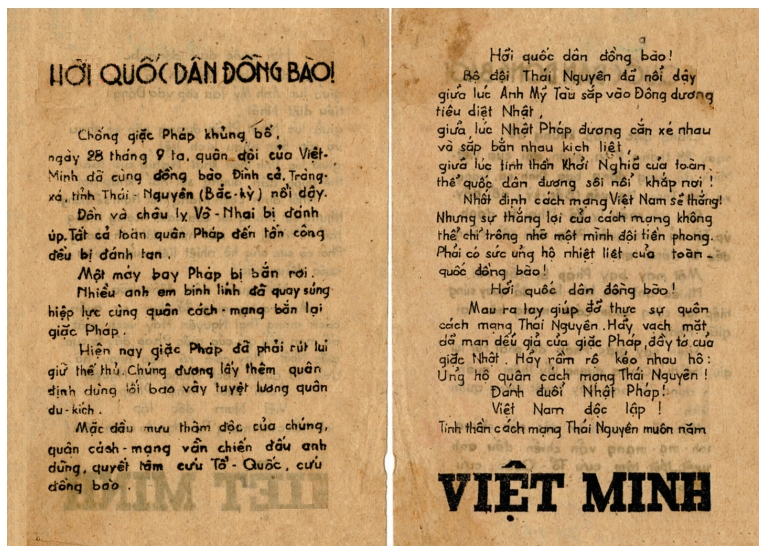 HỠI QUỐC DÂN ĐỒNG BÀO!
Chống giặc Pháp khủng bố,
ngày 28 tháng 9 ta, quân đội của Việt-
Minh đã cùng đồng bào Đình cả, Tràng-
xá, tỉnh Thái-Nguyên (Bắc-kỳ) nổi dậy.
Đồn và châu lỵ Võ-Nhai bị đánh
úp. Tất cả toán quân Pháp đến tấn công
đều bị đánh tan.
Một máy bay Pháp bị bắn rơi.
Nhiều anh em binh lính đã quay súng
hiệp lực cùng quân cách-mạng bắn lại
giặc Pháp.
Hiện nay giặc Pháp đã phải rút lui
giữ thế thủ. Chúng đương lấy thêm quân
định dùng lối bao vây tuyệt lương quân
du-kích.
Mặc dầu mưu thâm độc của chúng,
quân cách-mạng vẫn chiến đấu anh
dũng, quyết tâm cứu Tổ-Quốc, cứu
đồng bào.
Hỡi quốc dân đồng bào!
Bộ đội Thái Nguyên đã nổi dậy
giữa lúc Anh Mỹ Tàu sắp vào Đông dương
tiêu diệt Nhật,
giữa lúc Nhật Pháp đương cắn xé nhau
và sắp bắn nhau kịch liệt,
giữa lúc tinh thần Khởi Nghĩa của toàn
thể quốc dân đương sôi nổi khắp nơi!
Nhất định cách mạng Việt Nam sẽ thắng!
Nhưng sự thắng lợi của cách mạng không
thể chỉ trông nhờ một mình đội tiền phong.
Phải có sức ủng hộ nhiệt liệt của toàn-
quốc đồng bào!
Hỡi quốc dân đồng bào!
Mau ra tay giúp đỡ thực sự quân
cách mạng Thái Nguyên. Hãy vạch mặt
dã man dếu giả của giặc Pháp, đầy tớ của
giặc Nhật. Hãy rầm rộ kéo nhau hô:
Ủng hộ quân cách mạng Thái Nguyên!
Đánh đuổi Nhật Pháp!
Việt Nam độc lập!
Tinh thần cách mạng Thái Nguyên muôn năm
VIỆT MINH